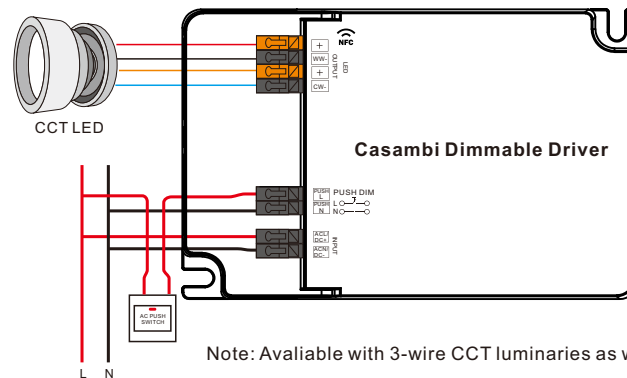 NFC
+
WW-
+
CW-
LED
OUTPUT
CCT LED
Casambi Dimmable Driver
PUSH
L
PUSH
N
PUSH DIM
L
N
ACL/
DC+
ACN/
DC-
INPUT
AC PUSH
SWITCH
Note: Avaliable with 3-wire CCT luminaries as w
L N